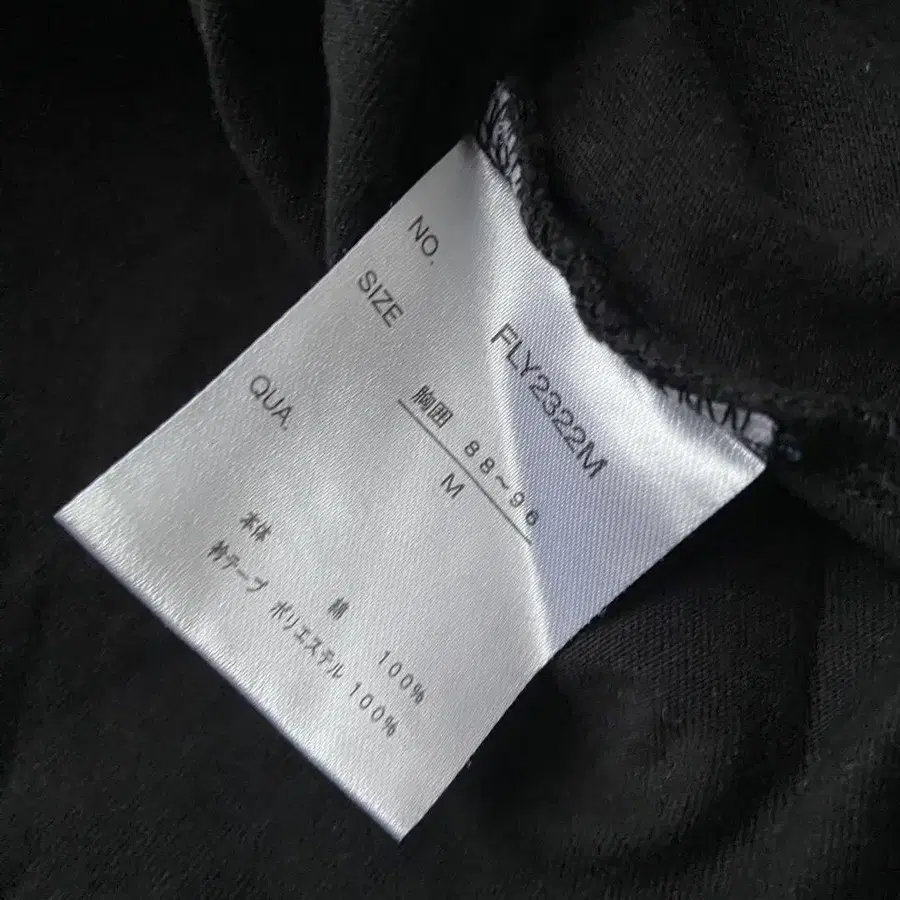 NO. FLY2322M
SIZE 胸囲 88~96
M
QUA.
本体 綿 100%
衿テープ ポリエステル 100%